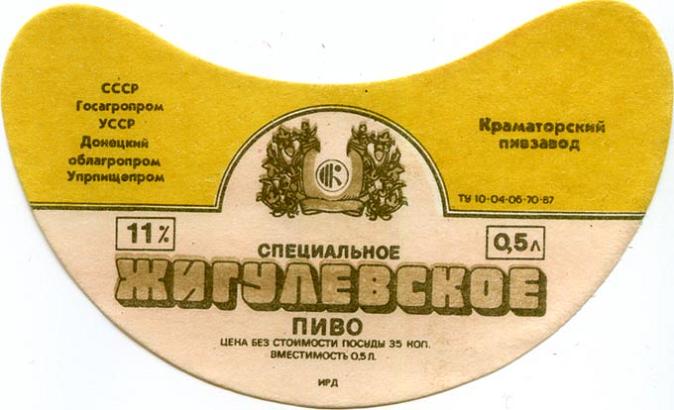 СССР
Госагропром
УССР
Донецкий
облагропром
Упрпищепром
Краматорский
пивзавод
ТУ 10-04-06-70-87
К
11%
0,5л
СПЕЦИАЛЬНОЕ
ЖИГУЛЕВСКОЕ
ПИВО
ЦЕНА БЕЗ СТОИМОСТИ ПОСУДЫ 35 КОП.
ВМЕСТИМОСТЬ 0,5 Л.
ИРД